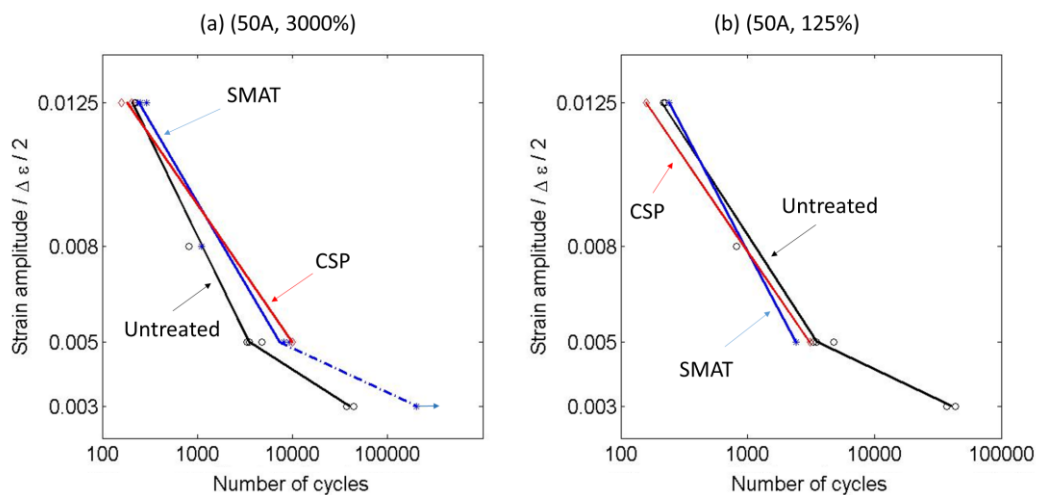 (a) (50A, 3000%)
SMAT
CSP
Untreated
0.0125
0.008
0.005
0.003
100
1000
10000
100000
Strain amplitude / Δ ε / 2
Number of cycles
(b) (50A, 125%)
Untreated
CSP
SMAT
0.0125
0.008
0.005
0.003
100
1000
10000
100000
Strain amplitude / Δ ε / 2
Number of cycles